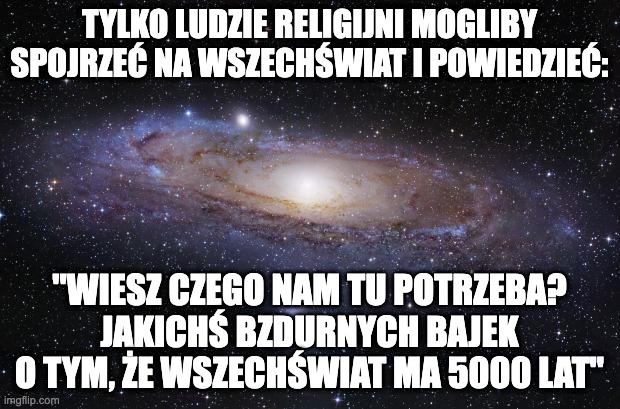 TYLKO LUDZIE RELIGIJNI MOGLIBY
SPOJRZEĆ NA WSZECHŚWIAT I POWIEDZIEĆ:
"WIESZ CZEGO NAM TU POTRZEBA?
JAKICHŚ BZDURNYCH BAJEK
O TYM, ŻE WSZECHŚWIAT MA 5000 LAT"
imgflip.com